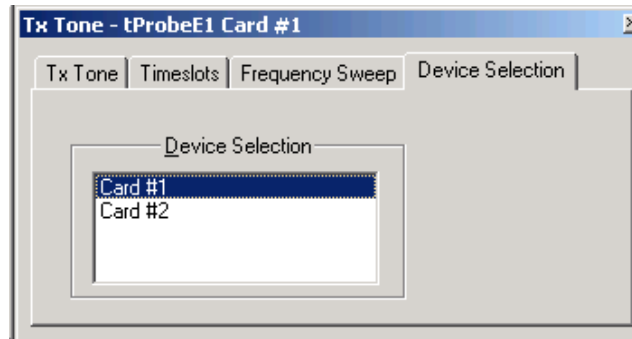 Tx Tone - tProbeE1 Card #1
Tx Tone Timeslots Frequency Sweep Device Selection
Device Selection
Card #1
Card #2